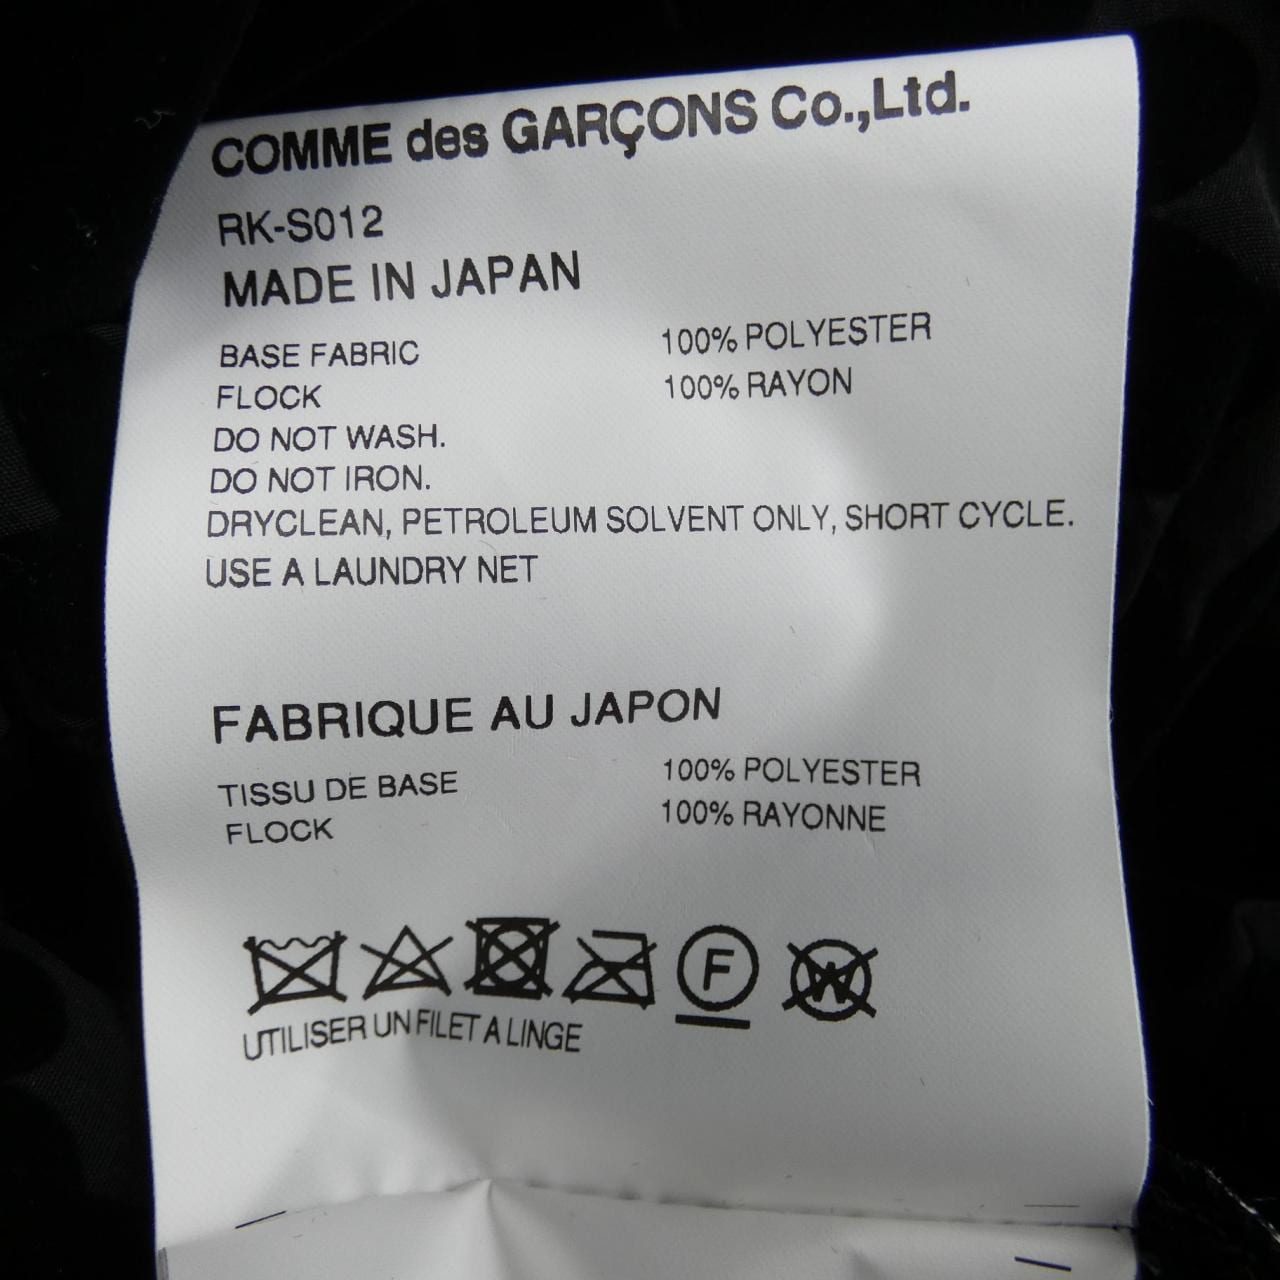 COMME des GARÇONS Co.,Ltd.
RK-S012
MADE IN JAPAN
BASE FABRIC 100% POLYESTER
FLOCK 100% RAYON
DO NOT WASH.
DO NOT IRON.
DRYCLEAN, PETROLEUM SOLVENT ONLY, SHORT CYCLE.
USE A LAUNDRY NET
FABRIQUE AU JAPON
TISSU DE BASE 100% POLYESTER
FLOCK 100% RAYONNE
F W
UTILISER UN FILET A LINGE